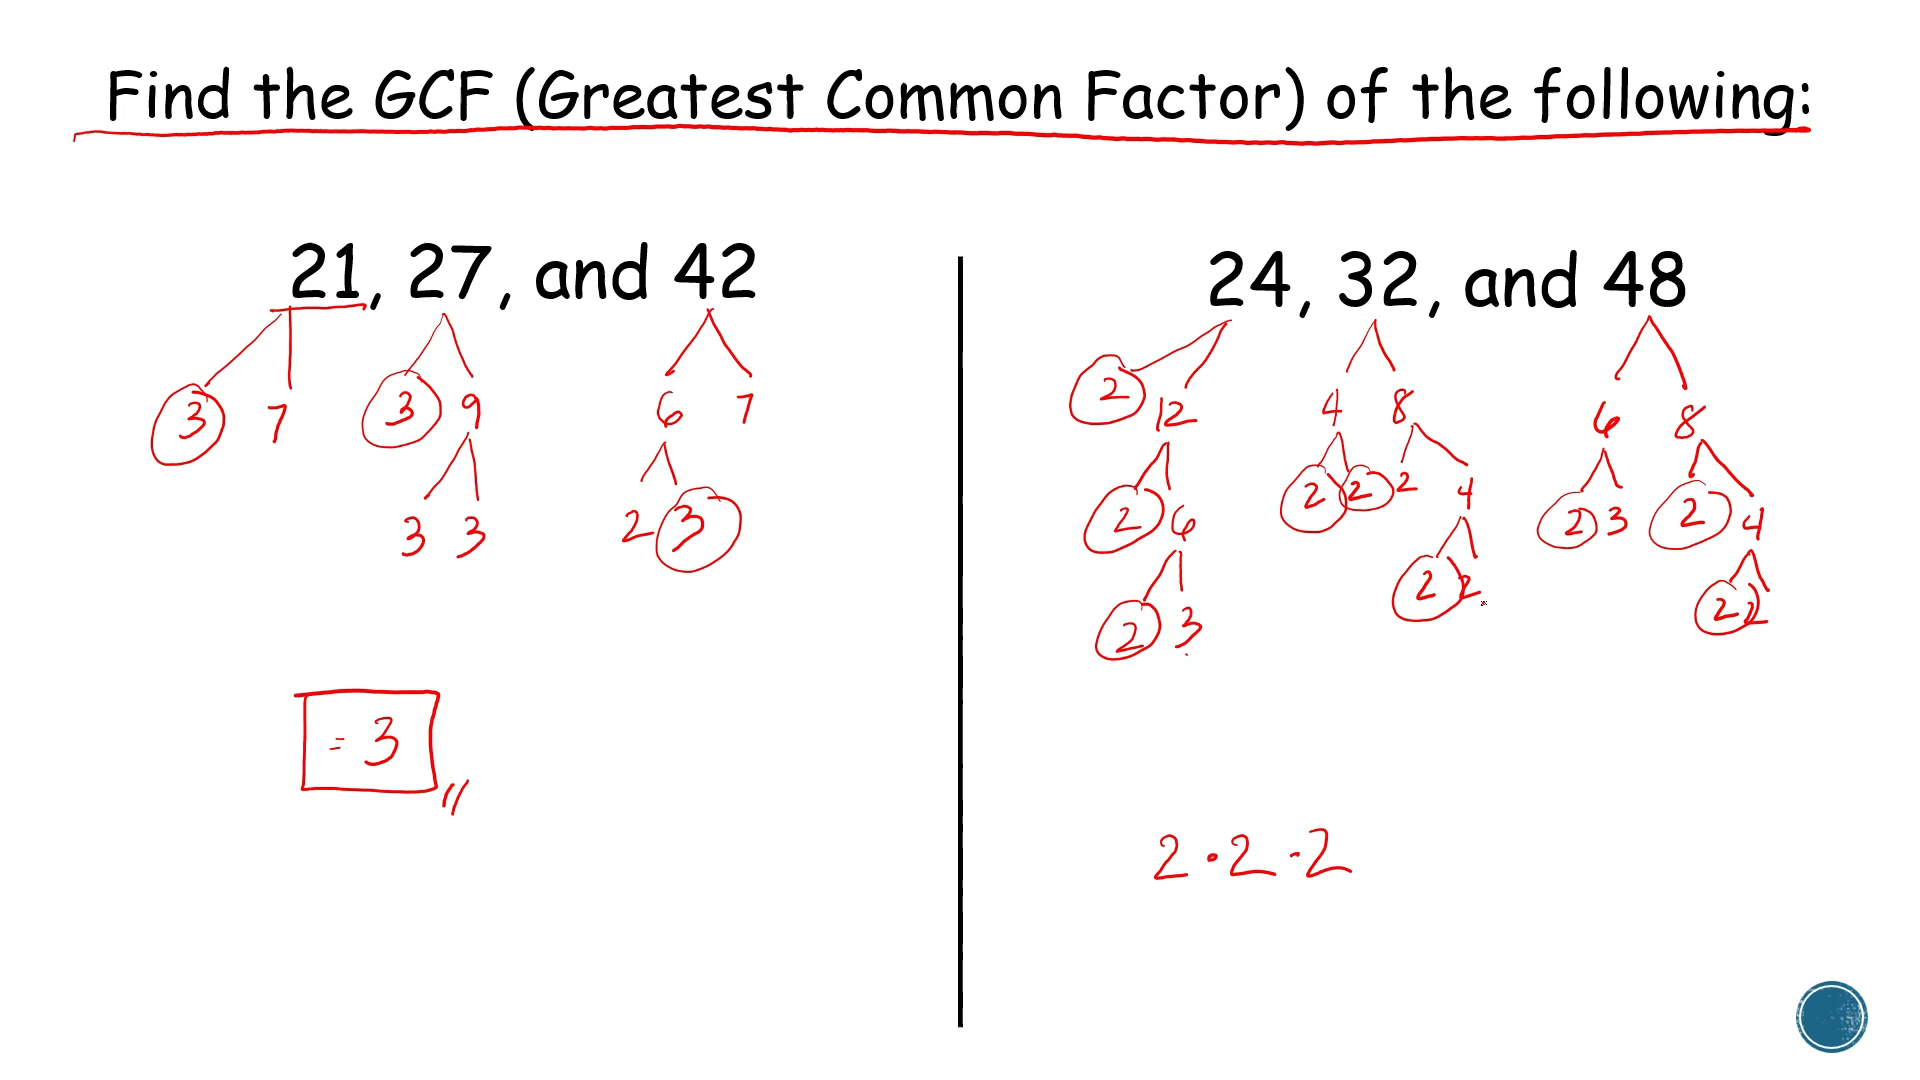 Find the GCF (Greatest Common Factor) of the following:
21, 27, and 42
3 7 3 9 6 7
3 3 2 3
= 3
24, 32, and 48
2 12 4 8 6 8
2 6 2 2 2 4 2 3 2 4
2 3 2 2 2 2
2 · 2 · 2